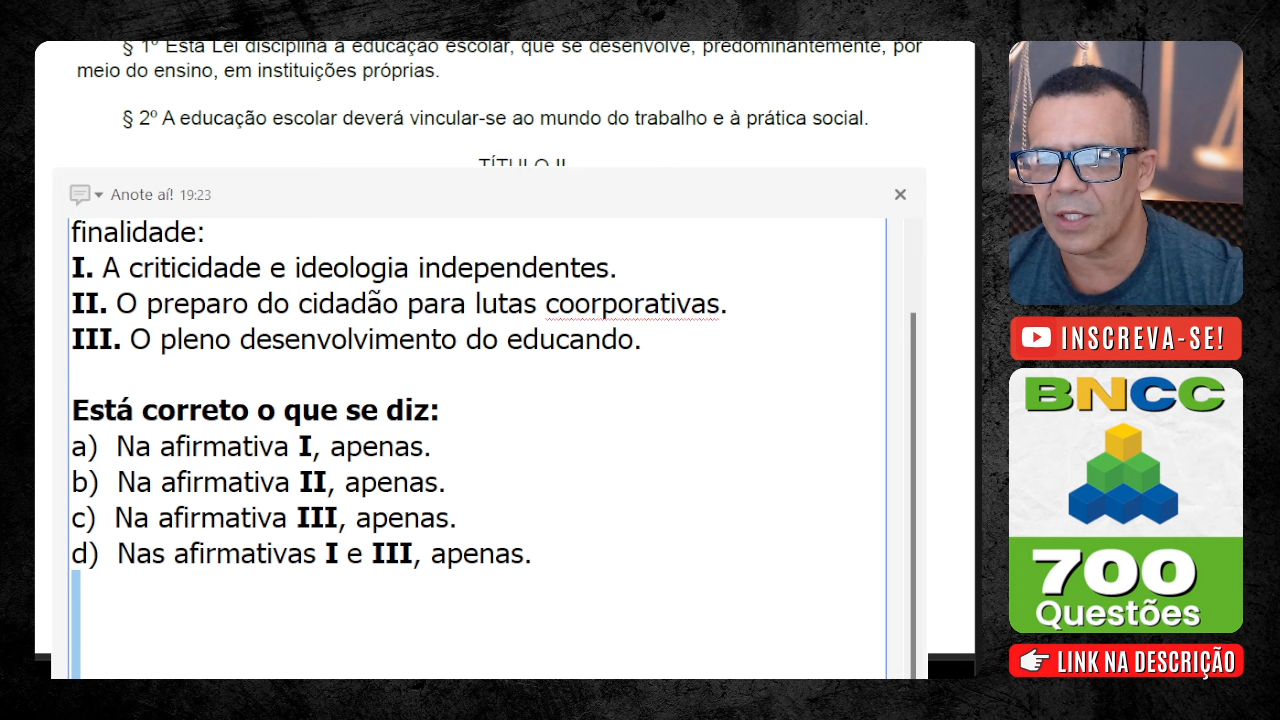 § 1º Esta Lei disciplina a educação escolar, que se desenvolve, predominantemente, por
meio do ensino, em instituições próprias.
§ 2º A educação escolar deverá vincular-se ao mundo do trabalho e à prática social.
TÍTULO II
Anote aí! 19:23
finalidade:
I. A criticidade e ideologia independentes.
II. O preparo do cidadão para lutas coorporativas.
III. O pleno desenvolvimento do educando.
Está correto o que se diz:
a) Na afirmativa I, apenas.
b) Na afirmativa II, apenas.
c) Na afirmativa III, apenas.
d) Nas afirmativas I e III, apenas.
INSCREVA-SE!
BNCC
700
Questões
LINK NA DESCRIÇÃO